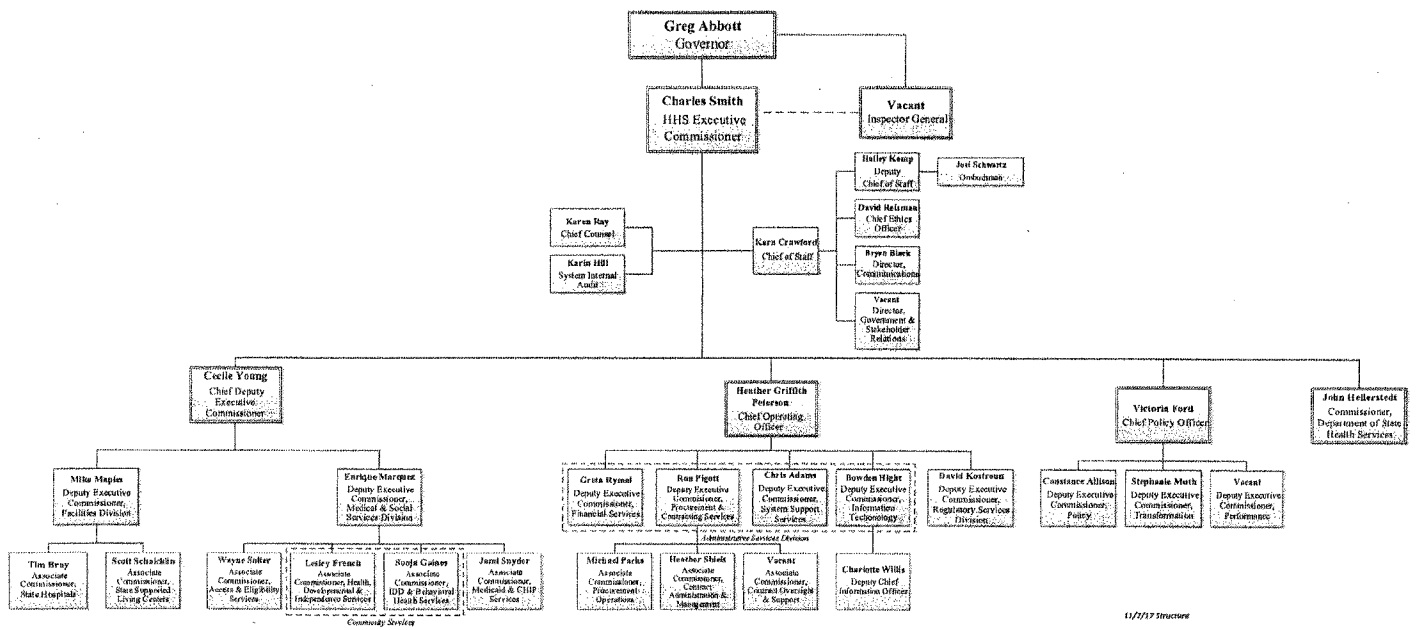 Greg Abbott
Governor
Charles Smith
HHS Executive
Commissioner
Vacant
Inspector General
Hailey Kemp
Deputy
Chief of Staff
Joel Schwartz
Ombudsman
David Reisman
Chief Ethics
Officer
Karen Ray
Chief Counsel
Kara Crawford
Chief of Staff
Bryan Black
Director,
Communications
Karin Hill
System Internal
Audit
Vacant
Director,
Government &
Stakeholder
Relations
Cecile Young
Chief Deputy
Executive
Commissioner
Heather Griffith
Peterson
Chief Operating
Officer
Victoria Ford
Chief Policy Officer
John Hellerstedt
Commissioner,
Department of State
Health Services
Mike Maples
Deputy Executive
Commissioner,
Facilities Division
Enrique Marquez
Deputy Executive
Commissioner,
Medical & Social
Services Division
Greta Rymal
Deputy Executive
Commissioner,
Financial Services
Ron Pigott
Deputy Executive
Commissioner,
Procurement &
Contracting Services
Chris Adams
Deputy Executive
Commissioner,
System Support
Services
Bowden Hight
Deputy Executive
Commissioner,
Information
Technology
David Kostroun
Deputy Executive
Commissioner,
Regulatory Services
Division
Constance Allison
Deputy Executive
Commissioner,
Policy
Stephanie Muth
Deputy Executive
Commissioner,
Transformation
Vacant
Deputy Executive
Commissioner,
Performance
Administrative Services Division
Tim Bray
Associate
Commissioner,
State Hospitals
Scott Schalchlin
Associate
Commissioner,
State Supported
Living Centers
Wayne Salter
Associate
Commissioner,
Access & Eligibility
Services
Lesley French
Associate
Commissioner, Health,
Developmental &
Independence Services
Sonja Gaines
Associate
Commissioner,
IDD & Behavioral
Health Services
Jami Snyder
Associate
Commissioner,
Medicaid & CHIP
Services
Community Services
Michael Parks
Associate
Commissioner,
Procurement
Operations
Heather Shiels
Associate
Commissioner,
Contract
Administration &
Management
Vacant
Associate
Commissioner,
Contract Oversight
& Support
Charlotte Willis
Deputy Chief
Information Officer
11/7/17 Structure